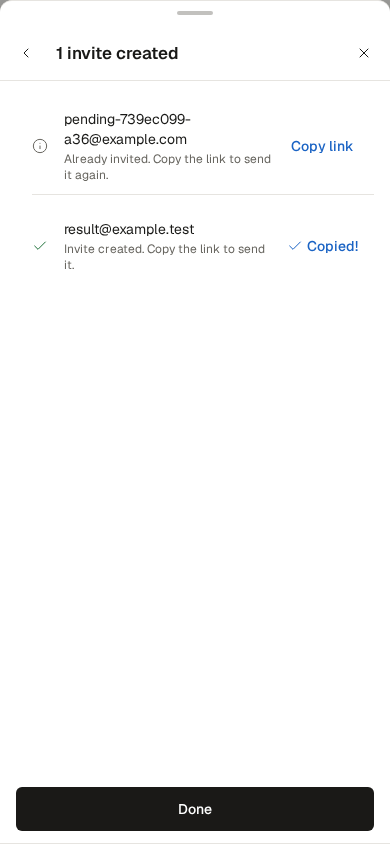 1 invite created
pending-739ec099-
a36@example.com
Already invited. Copy the link to send
it again.
Copy link
result@example.test
Invite created. Copy the link to send
it.
Copied!
Done